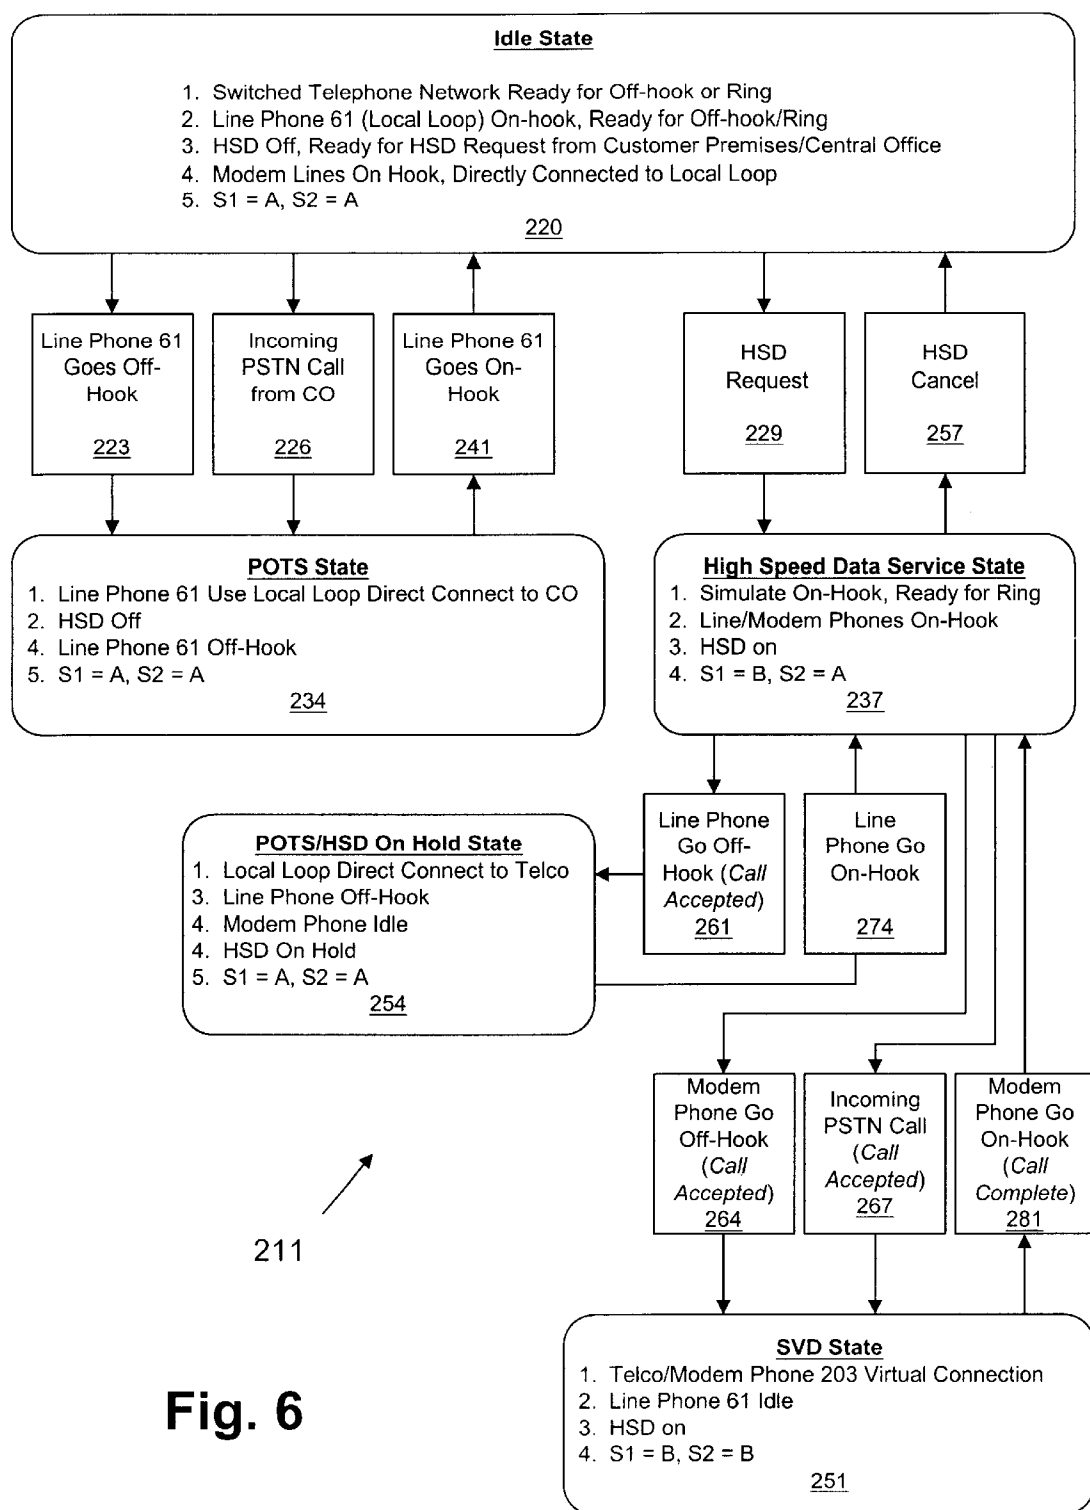 Idle State
1. Switched Telephone Network Ready for Off-hook or Ring
2. Line Phone 61 (Local Loop) On-hook, Ready for Off-hook/Ring
3. HSD Off, Ready for HSD Request from Customer Premises/Central Office
4. Modem Lines On Hook, Directly Connected to Local Loop
5. S1 = A, S2 = A
220
Line Phone 61
Goes Off-
Hook
223
Incoming
PSTN Call
from CO
226
Line Phone 61
Goes On-
Hook
241
HSD
Request
229
HSD
Cancel
257
POTS State
1. Line Phone 61 Use Local Loop Direct Connect to CO
2. HSD Off
4. Line Phone 61 Off-Hook
5. S1 = A, S2 = A
234
High Speed Data Service State
1. Simulate On-Hook, Ready for Ring
2. Line/Modem Phones On-Hook
3. HSD on
4. S1 = B, S2 = A
237
POTS/HSD On Hold State
1. Local Loop Direct Connect to Telco
3. Line Phone Off-Hook
4. Modem Phone Idle
4. HSD On Hold
5. S1 = A, S2 = A
254
Line Phone
Go Off-
Hook (Call
Accepted)
261
Line
Phone Go
On-Hook
274
Modem
Phone Go
Off-Hook
(Call
Accepted)
264
Incoming
PSTN Call
(Call
Accepted)
267
Modem
Phone Go
On-Hook
(Call
Complete)
281
211
SVD State
1. Telco/Modem Phone 203 Virtual Connection
2. Line Phone 61 Idle
3. HSD on
4. S1 = B, S2 = B
251
Fig. 6